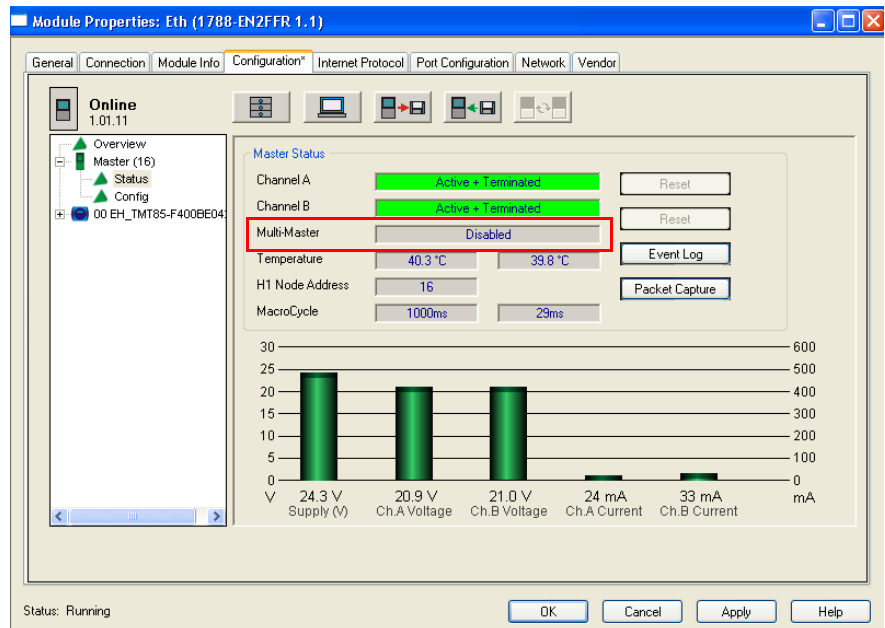 Module Properties: Eth (1788-EN2FFR 1.1)
General Connection Module Info Configuration* Internet Protocol Port Configuration Network Vendor
Online
1.01.11
Overview
Master (16)
Status
Config
00 EH_TMT85-F400BE04:
Master Status
Channel A Active + Terminated Reset
Channel B Active + Terminated Reset
Multi-Master Disabled
Temperature 40.3 °C 39.8 °C Event Log
H1 Node Address 16 Packet Capture
MacroCycle 1000ms 29ms
30 600
25 500
20 400
15 300
10 200
5 100
0 0
V 24.3 V 20.9 V 21.0 V 24 mA 33 mA mA
Supply (V) Ch.A Voltage Ch.B Voltage Ch.A Current Ch.B Current
Status: Running OK Cancel Apply Help